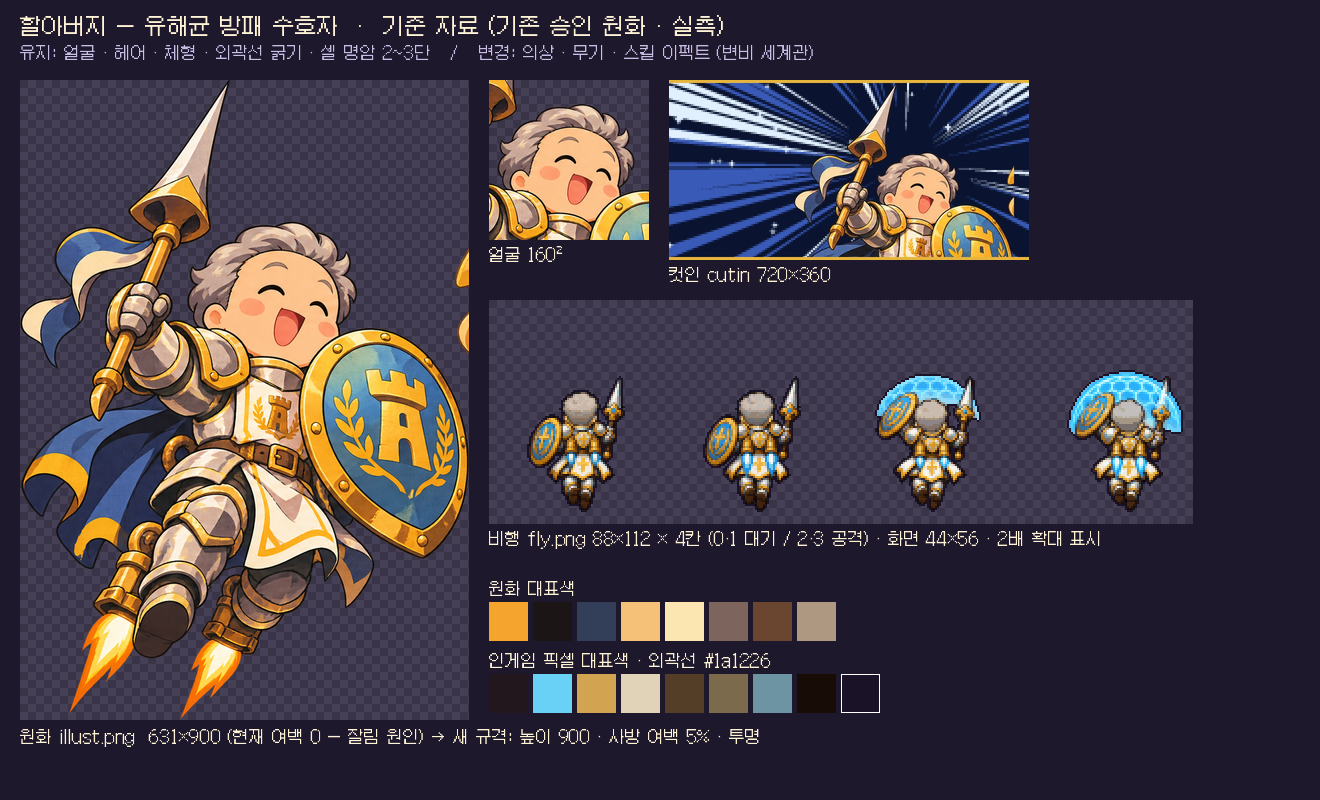 할아버지 — 유해균 방패 수호자 · 기준 자료 (기존 승인 원화 · 실측)
유지: 얼굴 · 헤어 · 체형 · 외곽선 굵기 · 셀 명암 2~3단 / 변경: 의상 · 무기 · 스킬 이펙트 (변비 세계관)
얼굴 160²
컷인 cutin 720×360
비행 fly.png 88×112 × 4칸 (0·1 대기 / 2·3 공격) · 화면 44×56 · 2배 확대 표시
원화 대표색
인게임 픽셀 대표색 · 외곽선 #1a1226
원화 illust.png 631×900 (현재 여백 0 — 잘림 원인) → 새 규격: 높이 900 · 사방 여백 5% · 투명